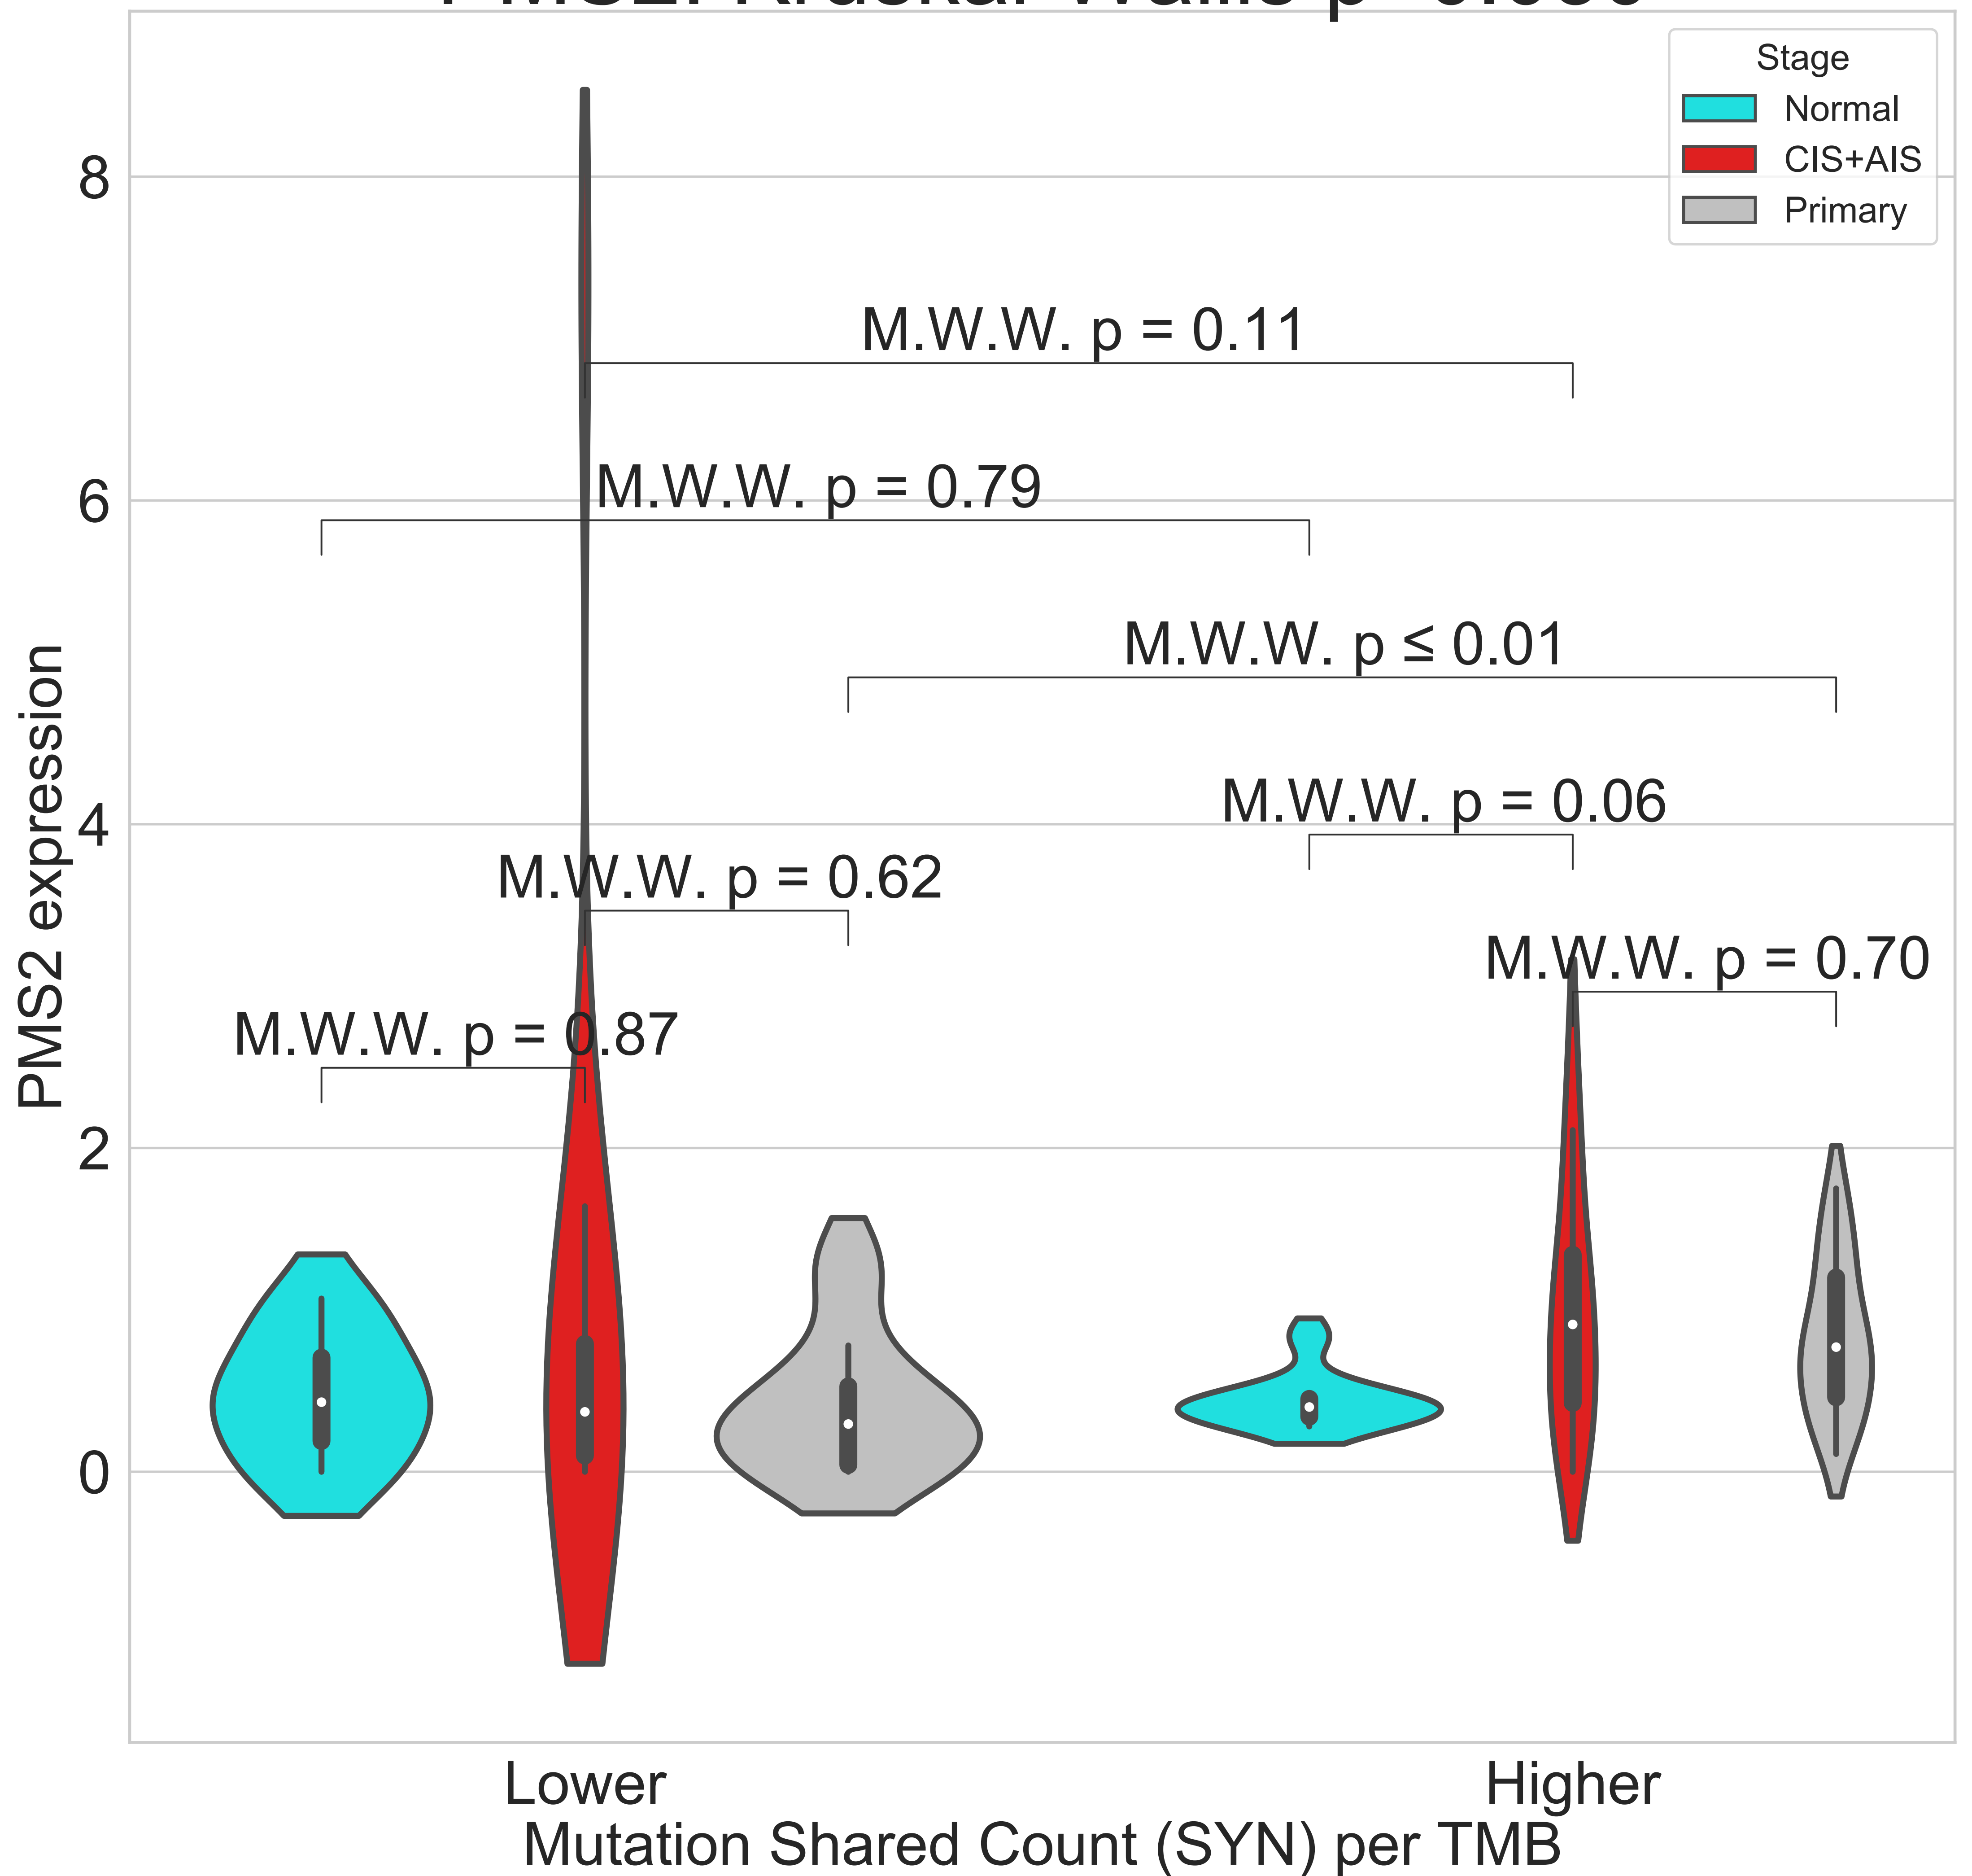 Stage
Normal
CIS+AIS
Primary
8
6
4
2
0
PMS2 expression
M.W.W. p = 0.11
M.W.W. p = 0.79
M.W.W. p ≤ 0.01
M.W.W. p = 0.06
M.W.W. p = 0.62
M.W.W. p = 0.70
M.W.W. p = 0.87
Lower
Higher
Mutation Shared Count (SYN) per TMB